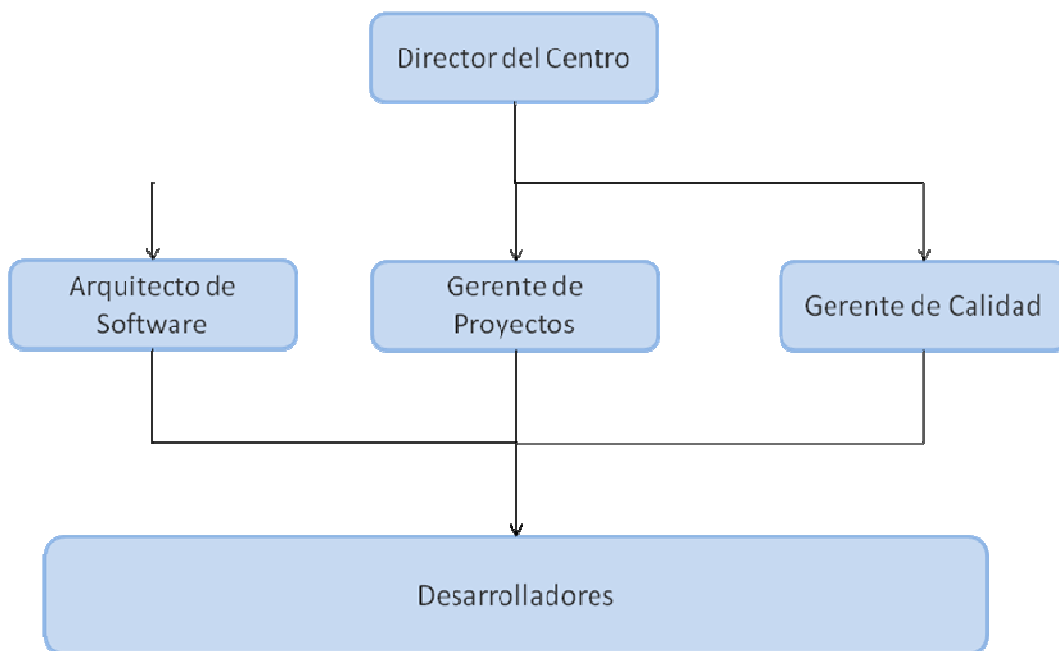 Director del Centro
Arquitecto de
Software
Gerente de
Proyectos
Gerente de Calidad
Desarrolladores